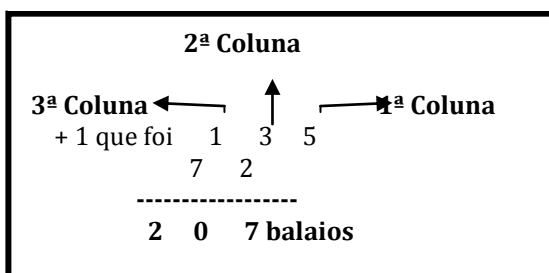 2ª Coluna
3ª Coluna 1ª Coluna
+ 1 que foi 1 3 5
7 2
------------------
2 0 7 balaios